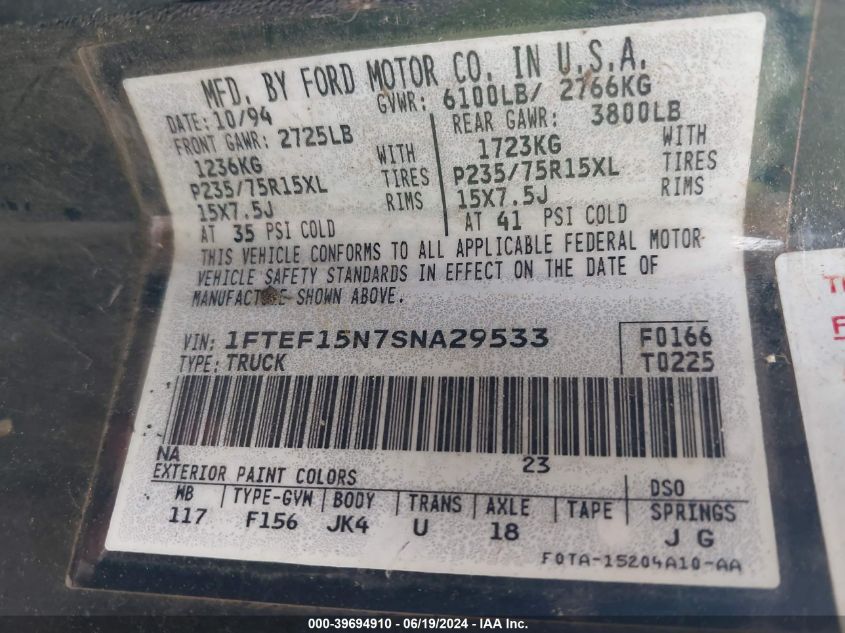 MFD. BY FORD MOTOR CO. IN U.S.A.
DATE: 10/94 GVWR: 6100LB/ 2766KG
FRONT GAWR: 2725LB REAR GAWR: 3800LB
1236KG WITH 1723KG WITH
P235/75R15XL TIRES P235/75R15XL TIRES
15X7.5J RIMS 15X7.5J RIMS
AT 35 PSI COLD AT 41 PSI COLD
THIS VEHICLE CONFORMS TO ALL APPLICABLE FEDERAL MOTOR
VEHICLE SAFETY STANDARDS IN EFFECT ON THE DATE OF
MANUFACTURE SHOWN ABOVE.
VIN: 1FTEF15N7SNA29533 F0166
TYPE: TRUCK T0225
NA 23
EXTERIOR PAINT COLORS DSO
WB TYPE-GVW BODY TRANS AXLE TAPE SPRINGS
117 F156 JK4 U 18 J G
F0TA-15204A10-AA
000-39694910 - 06/19/2024 - IAA Inc.